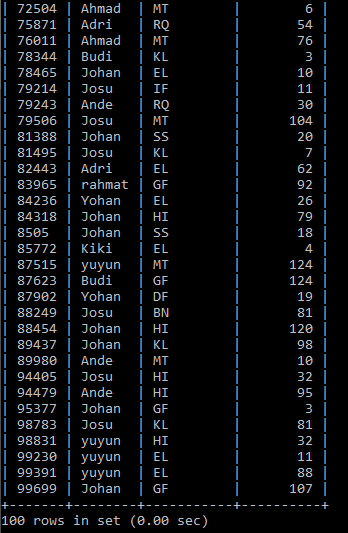 | 72504 | Ahmad | MT | 6 |
| 75871 | Adri | RQ | 54 |
| 76011 | Ahmad | MT | 76 |
| 78344 | Budi | KL | 3 |
| 78465 | Johan | EL | 10 |
| 79214 | Josu | IF | 11 |
| 79243 | Ande | RQ | 30 |
| 79506 | Josu | MT | 104 |
| 81388 | Johan | SS | 20 |
| 81495 | Josu | KL | 7 |
| 82443 | Adri | EL | 62 |
| 83965 | rahmat | GF | 92 |
| 84236 | Yohan | EL | 26 |
| 84318 | Johan | HI | 79 |
| 8505 | Johan | SS | 18 |
| 85772 | Kiki | EL | 4 |
| 87515 | yuyun | MT | 124 |
| 87623 | Budi | GF | 124 |
| 87902 | Yohan | DF | 19 |
| 88249 | Josu | BN | 81 |
| 88454 | Johan | HI | 120 |
| 89437 | Johan | KL | 98 |
| 89980 | Ande | MT | 10 |
| 94405 | Josu | HI | 32 |
| 94479 | Ande | HI | 95 |
| 95377 | Johan | GF | 3 |
| 98783 | Josu | KL | 81 |
| 98831 | yuyun | HI | 32 |
| 99230 | yuyun | EL | 11 |
| 99391 | yuyun | EL | 88 |
| 99699 | Johan | GF | 107 |
+-------+--------+-----------+----------+
100 rows in set (0.00 sec)